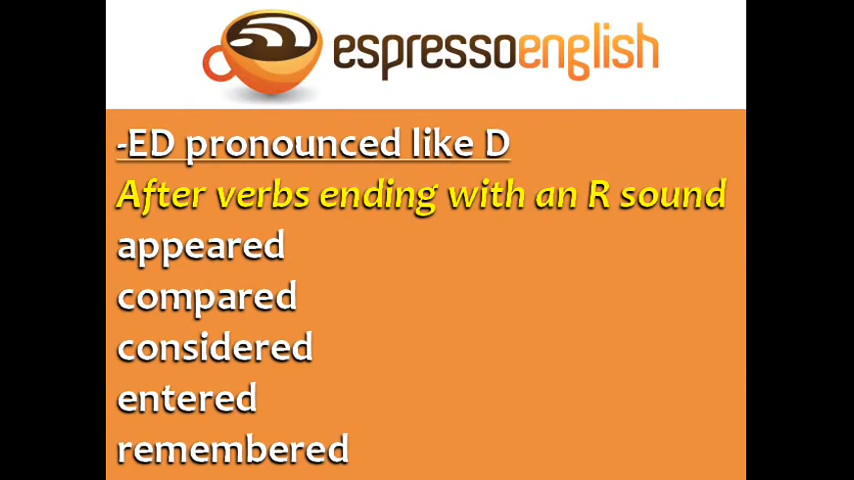 espressoenglish
-ED pronounced like D
After verbs ending with an R sound
appeared
compared
considered
entered
remembered